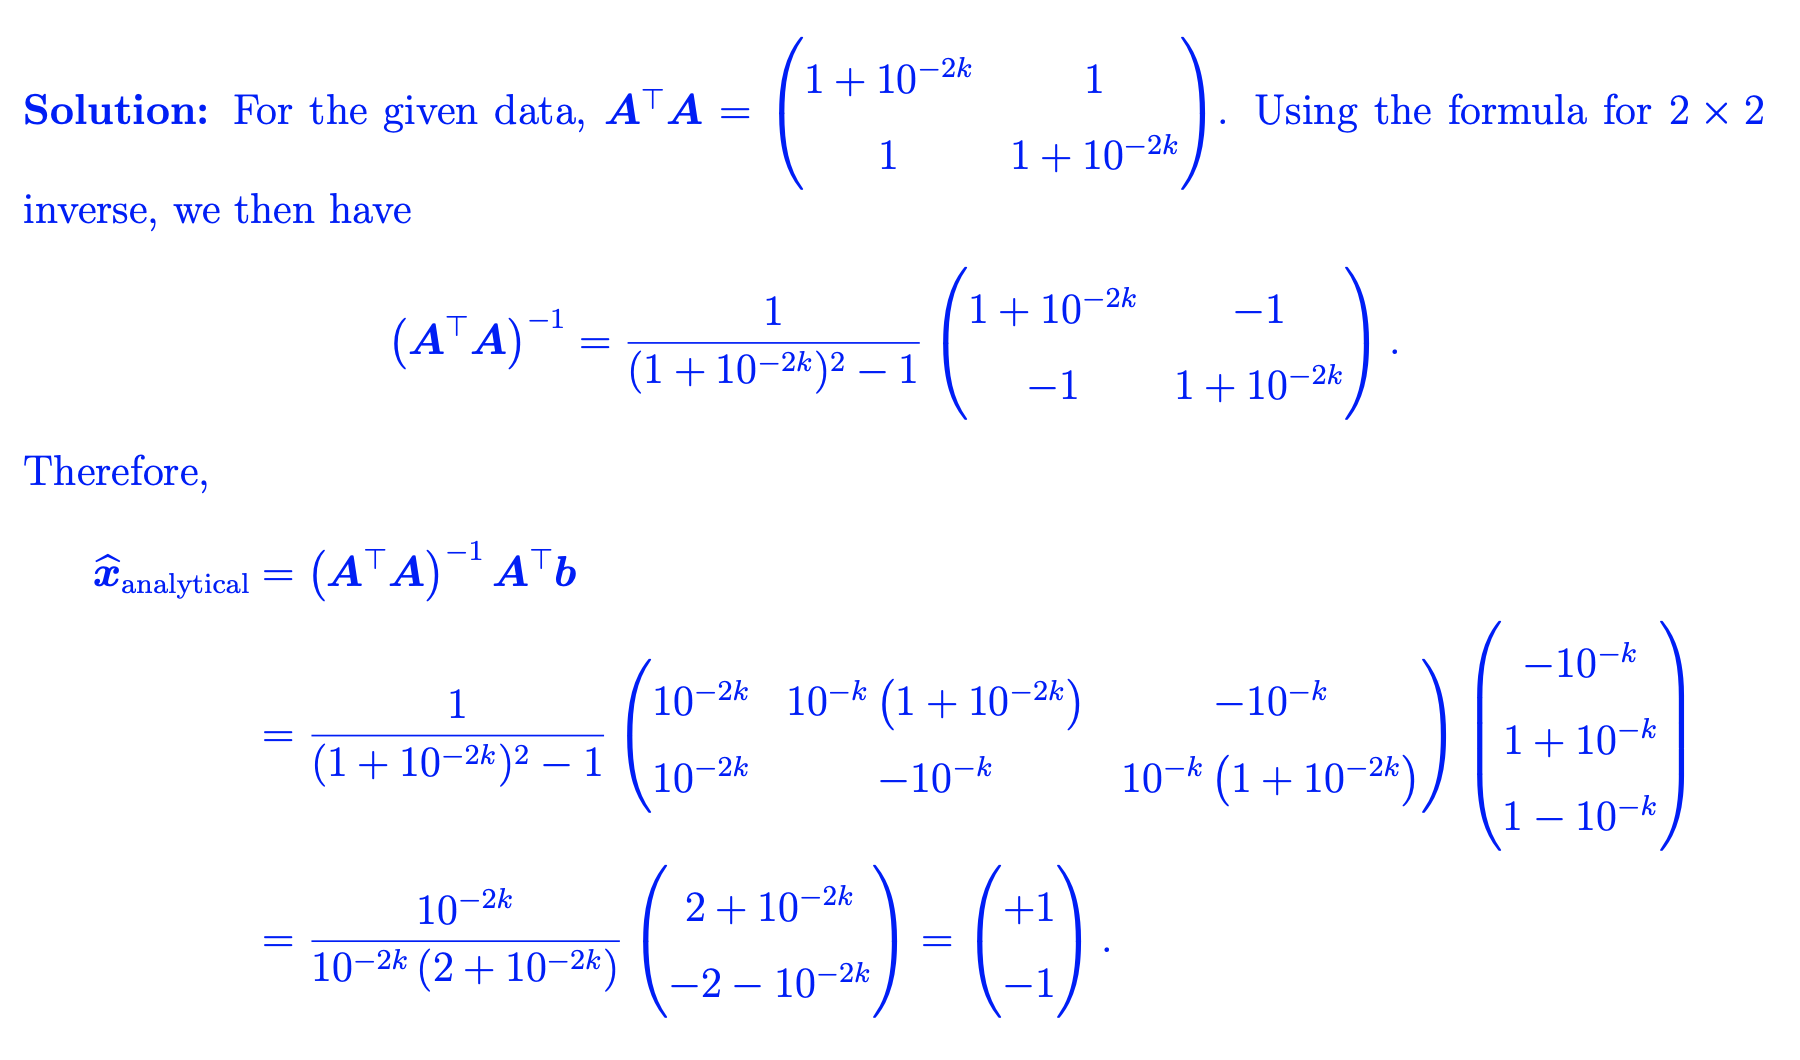 Solution: For the given data, $\boldsymbol{A}^\top \boldsymbol{A} = \begin{pmatrix} 1 + 10^{-2k} & 1 \\ 1 & 1 + 10^{-2k} \end{pmatrix}$. Using the formula for $2 \times 2$
inverse, we then have
$\left(\boldsymbol{A}^\top \boldsymbol{A}\right)^{-1} = \frac{1}{(1 + 10^{-2k})^2 - 1} \begin{pmatrix} 1 + 10^{-2k} & -1 \\ -1 & 1 + 10^{-2k} \end{pmatrix}.$
Therefore,
$\widehat{\boldsymbol{x}}_{\text{analytical}} = \left(\boldsymbol{A}^\top \boldsymbol{A}\right)^{-1} \boldsymbol{A}^\top \boldsymbol{b}$
$= \frac{1}{(1 + 10^{-2k})^2 - 1} \begin{pmatrix} 10^{-2k} & 10^{-k}\left(1 + 10^{-2k}\right) & -10^{-k} \\ 10^{-2k} & -10^{-k} & 10^{-k}\left(1 + 10^{-2k}\right) \end{pmatrix} \begin{pmatrix} -10^{-k} \\ 1 + 10^{-k} \\ 1 - 10^{-k} \end{pmatrix}$
$= \frac{10^{-2k}}{10^{-2k}\left(2 + 10^{-2k}\right)} \begin{pmatrix} 2 + 10^{-2k} \\ -2 - 10^{-2k} \end{pmatrix} = \begin{pmatrix} +1 \\ -1 \end{pmatrix}.$